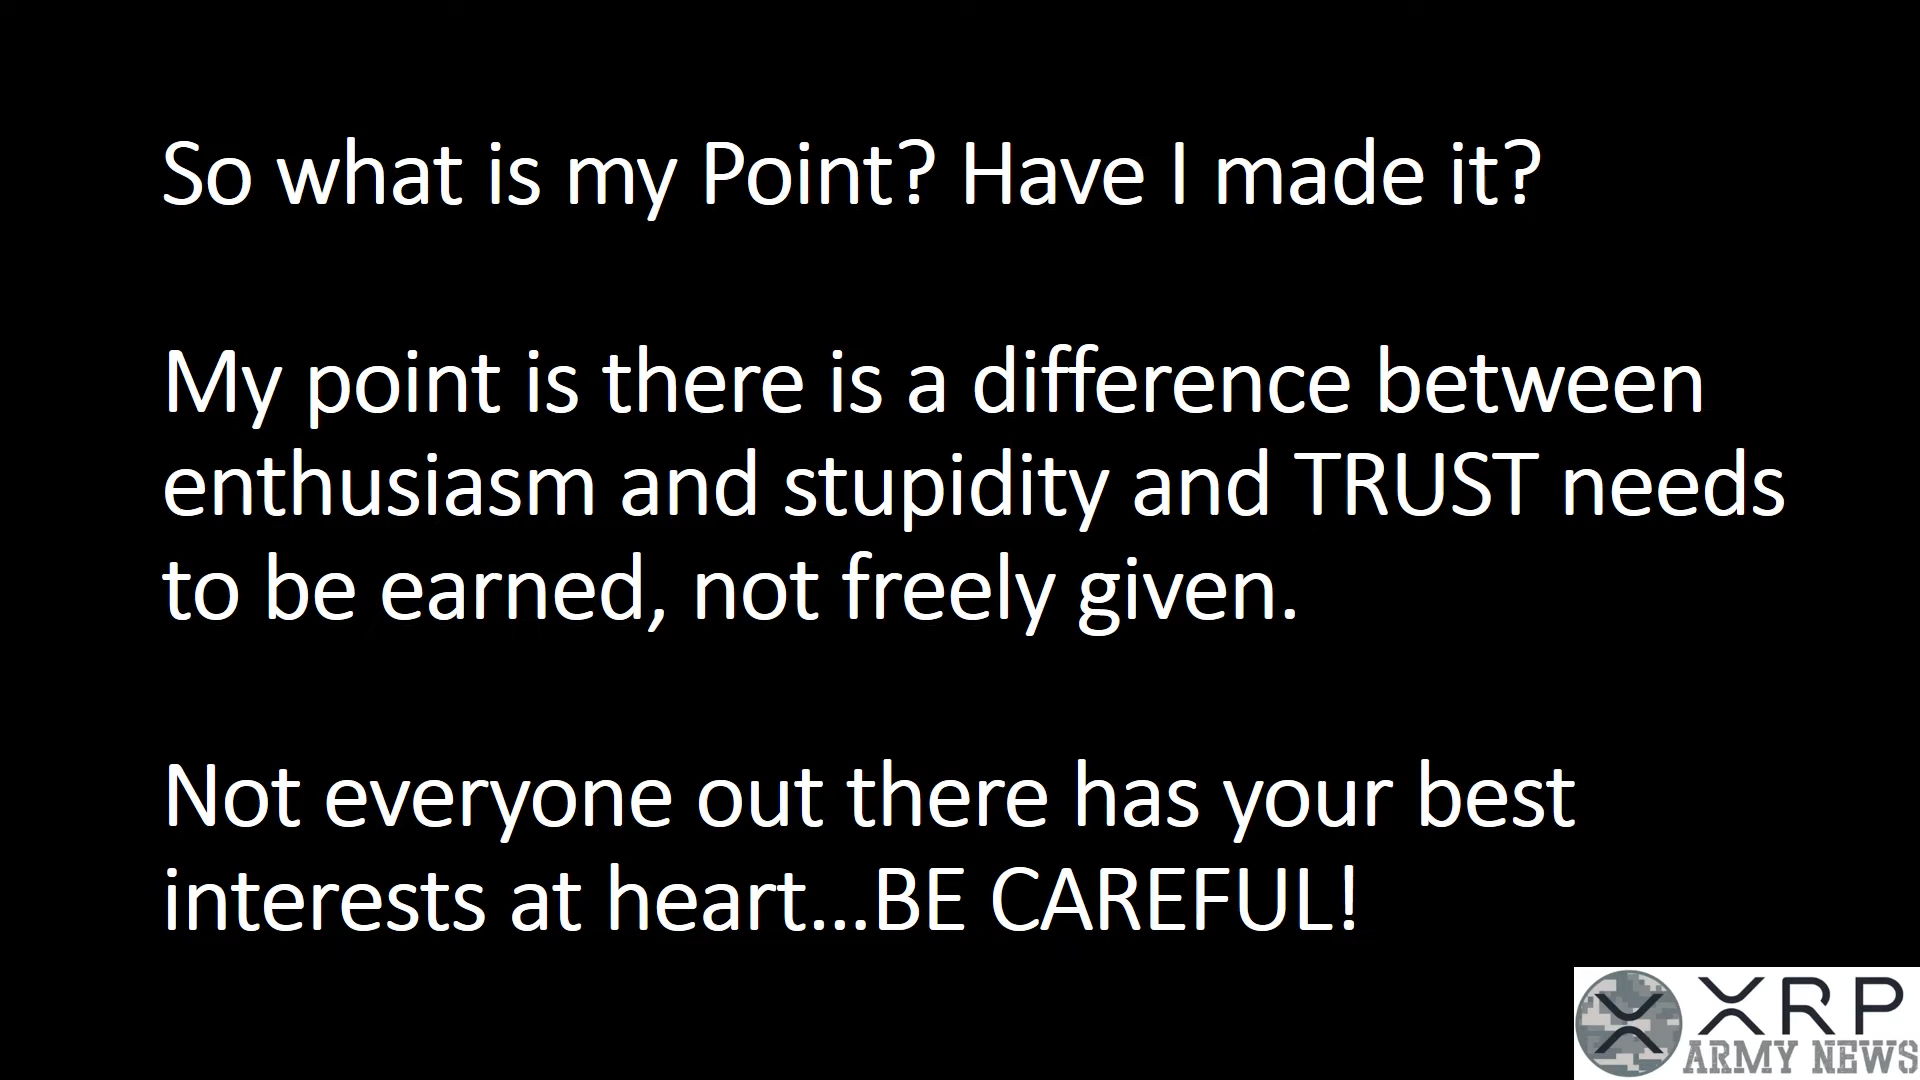 So what is my Point? Have I made it?
My point is there is a difference between
enthusiasm and stupidity and TRUST needs
to be earned, not freely given.
Not everyone out there has your best
interests at heart...BE CAREFUL!
XRP
ARMY NEWS